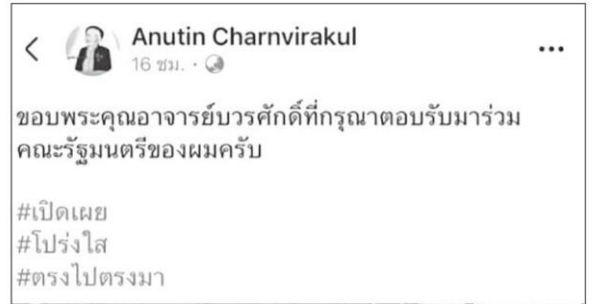 Anutin Charnvirakul
16 ชม.
ขอบพระคุณอาจารย์บวรศักดิ์ที่กรุณาตอบรับมาร่วม
คณะรัฐมนตรีของผมครับ
#เปิดเผย
#โปร่งใส
#ตรงไปตรงมา